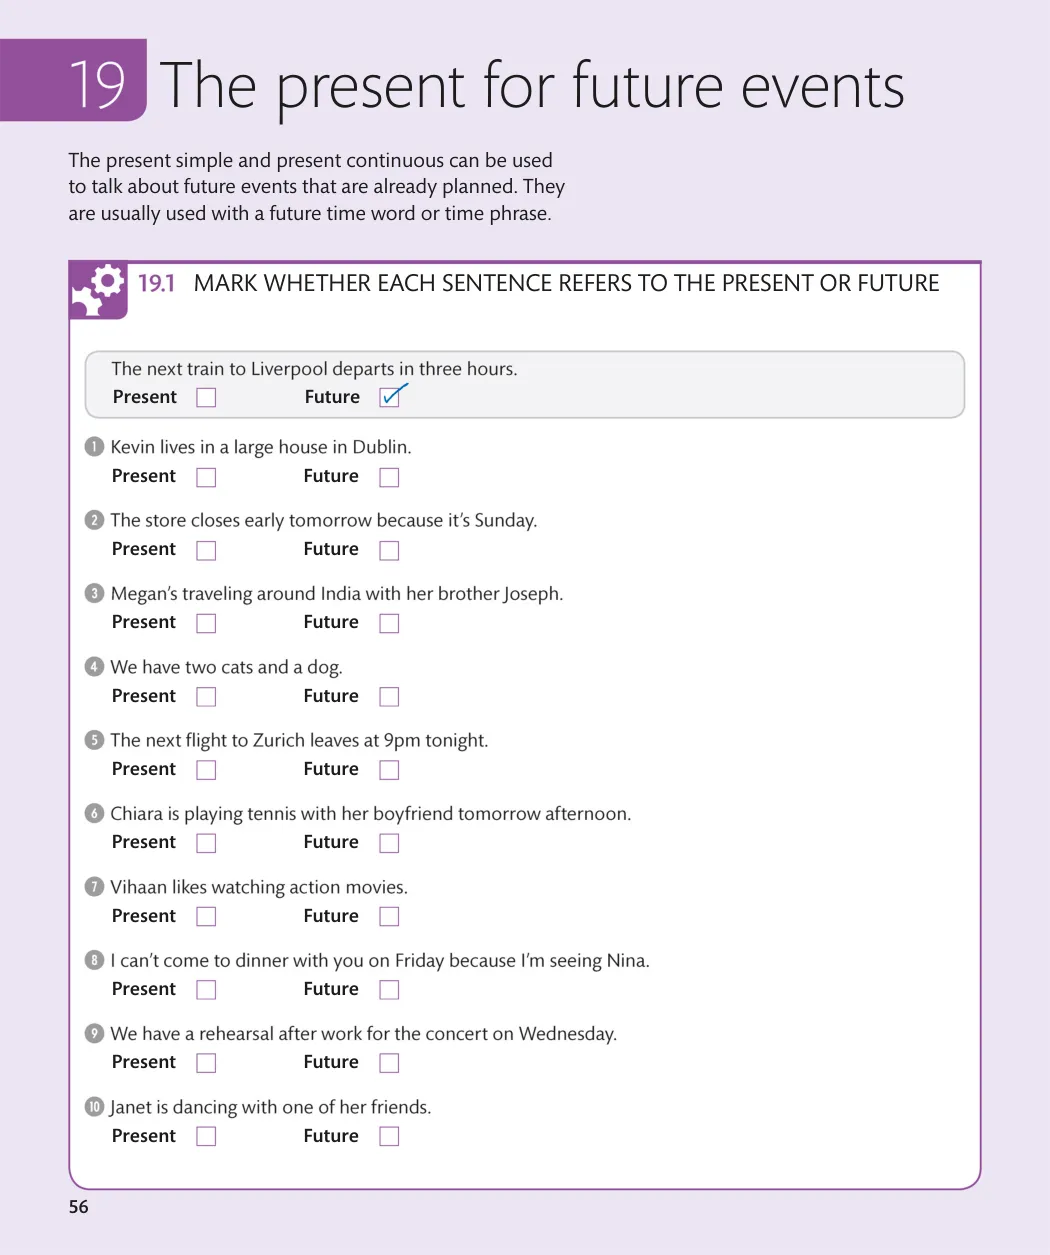 19 The present for future events
The present simple and present continuous can be used
to talk about future events that are already planned. They
are usually used with a future time word or time phrase.
19.1 MARK WHETHER EACH SENTENCE REFERS TO THE PRESENT OR FUTURE
The next train to Liverpool departs in three hours.
Present Future
1 Kevin lives in a large house in Dublin.
Present Future
2 The store closes early tomorrow because it’s Sunday.
Present Future
3 Megan’s traveling around India with her brother Joseph.
Present Future
4 We have two cats and a dog.
Present Future
5 The next flight to Zurich leaves at 9pm tonight.
Present Future
6 Chiara is playing tennis with her boyfriend tomorrow afternoon.
Present Future
7 Vihaan likes watching action movies.
Present Future
8 I can’t come to dinner with you on Friday because I’m seeing Nina.
Present Future
9 We have a rehearsal after work for the concert on Wednesday.
Present Future
10 Janet is dancing with one of her friends.
Present Future
56